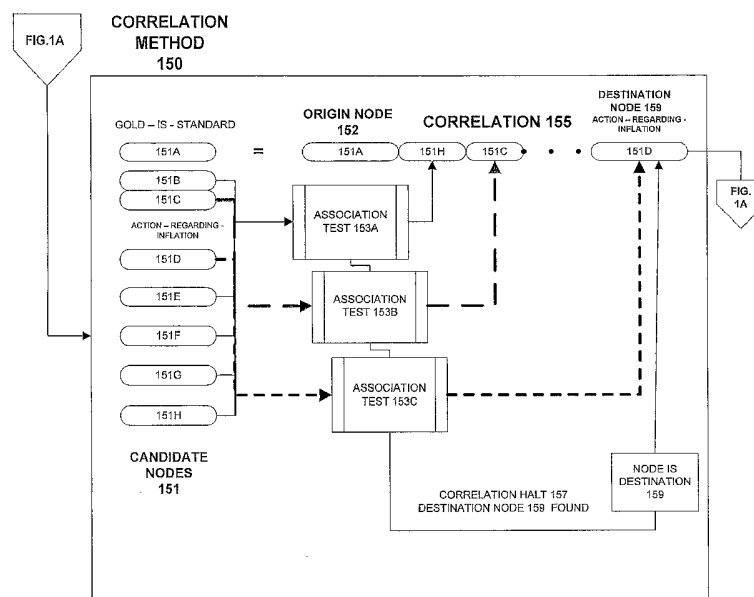 FIG.1A
CORRELATION
METHOD
150
GOLD – IS - STANDARD
151A
=
ORIGIN NODE
152
CORRELATION 155
DESTINATION
NODE 159
ACTION – REGARDING -
INFLATION
151A
151H
151C
• • •
151D
151B
151C
ACTION – REGARDING -
INFLATION
151D
151E
151F
151G
151H
CANDIDATE
NODES
151
ASSOCIATION
TEST 153A
ASSOCIATION
TEST 153B
ASSOCIATION
TEST 153C
FIG.
1A
NODE IS
DESTINATION
159
CORRELATION HALT 157
DESTINATION NODE 159 FOUND